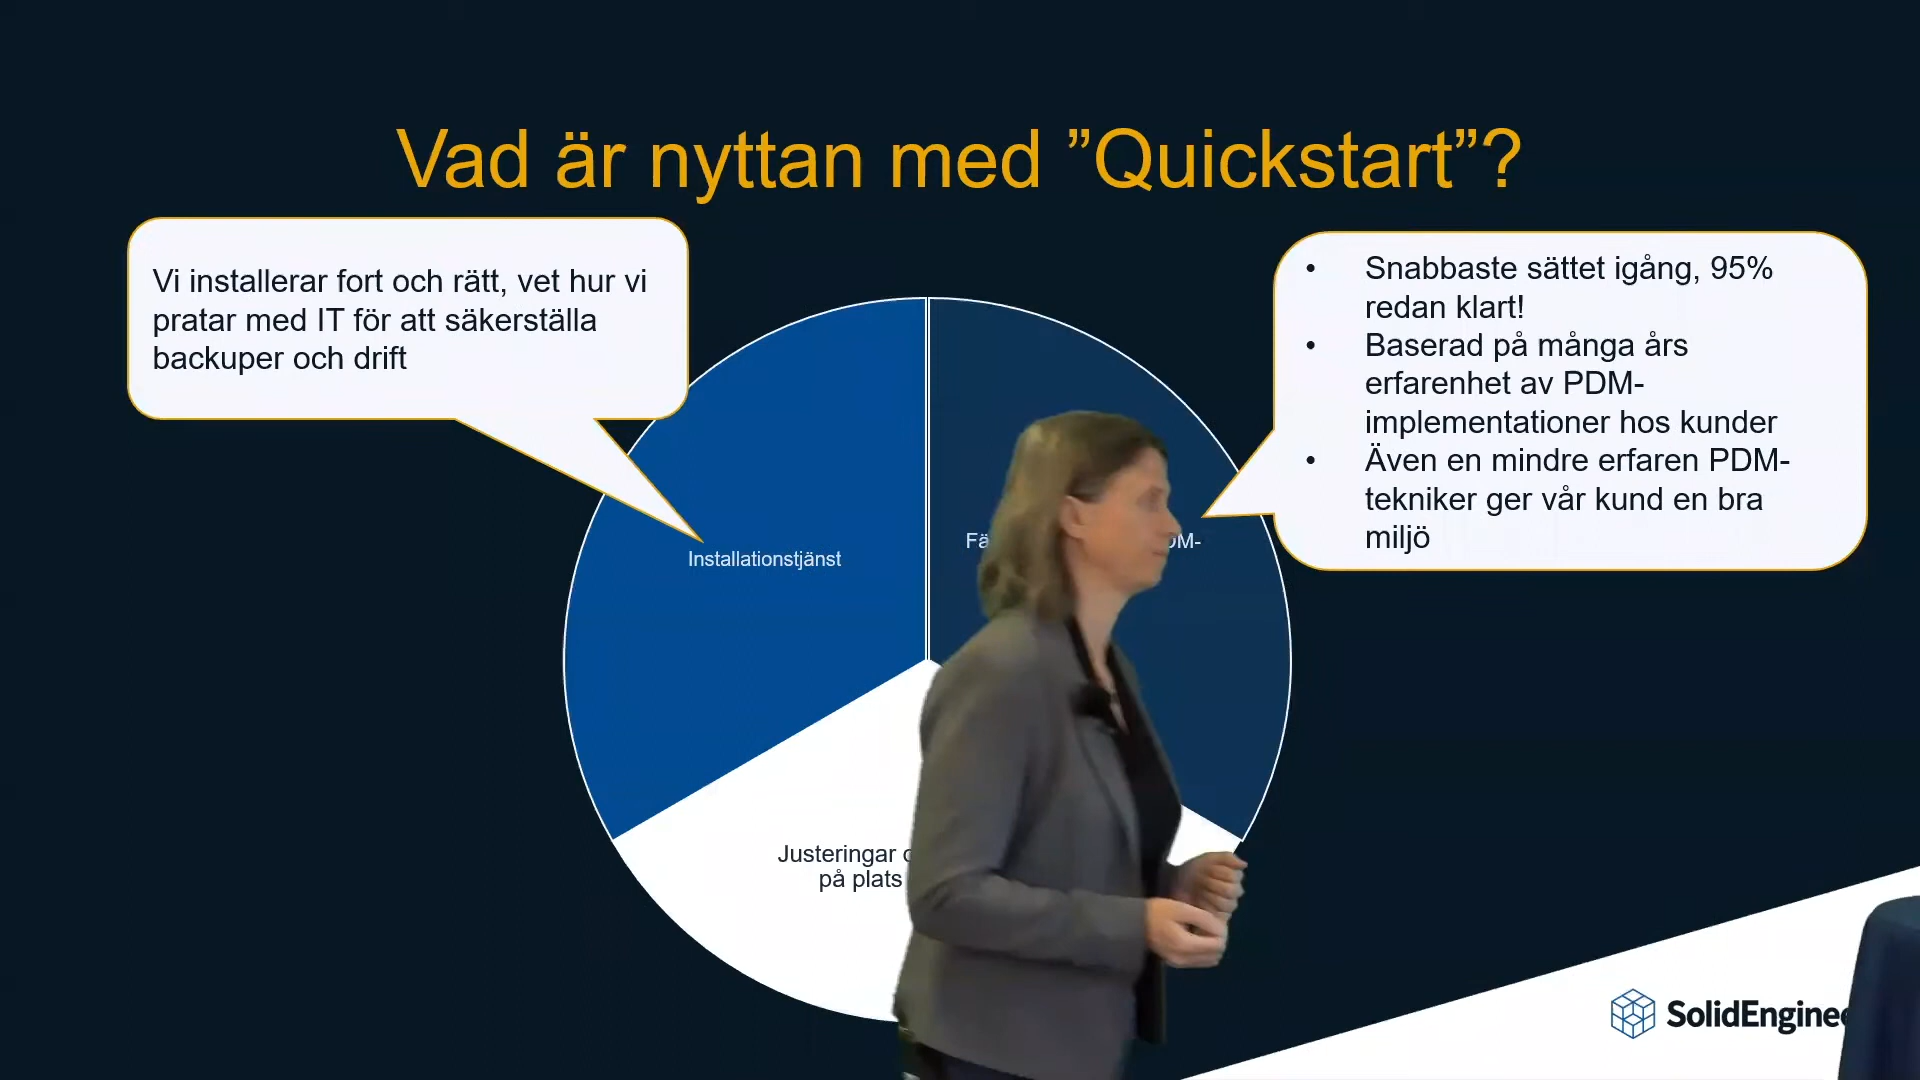 Vad är nyttan med ”Quickstart”?
Vi installerar fort och rätt, vet hur vi
pratar med IT för att säkerställa
backuper och drift
• Snabbaste sättet igång, 95%
redan klart!
• Baserad på många års
erfarenhet av PDM-
implementationer hos kunder
• Även en mindre erfaren PDM-
tekniker ger vår kund en bra
miljö
Installationstjänst
Justeringar
på plats